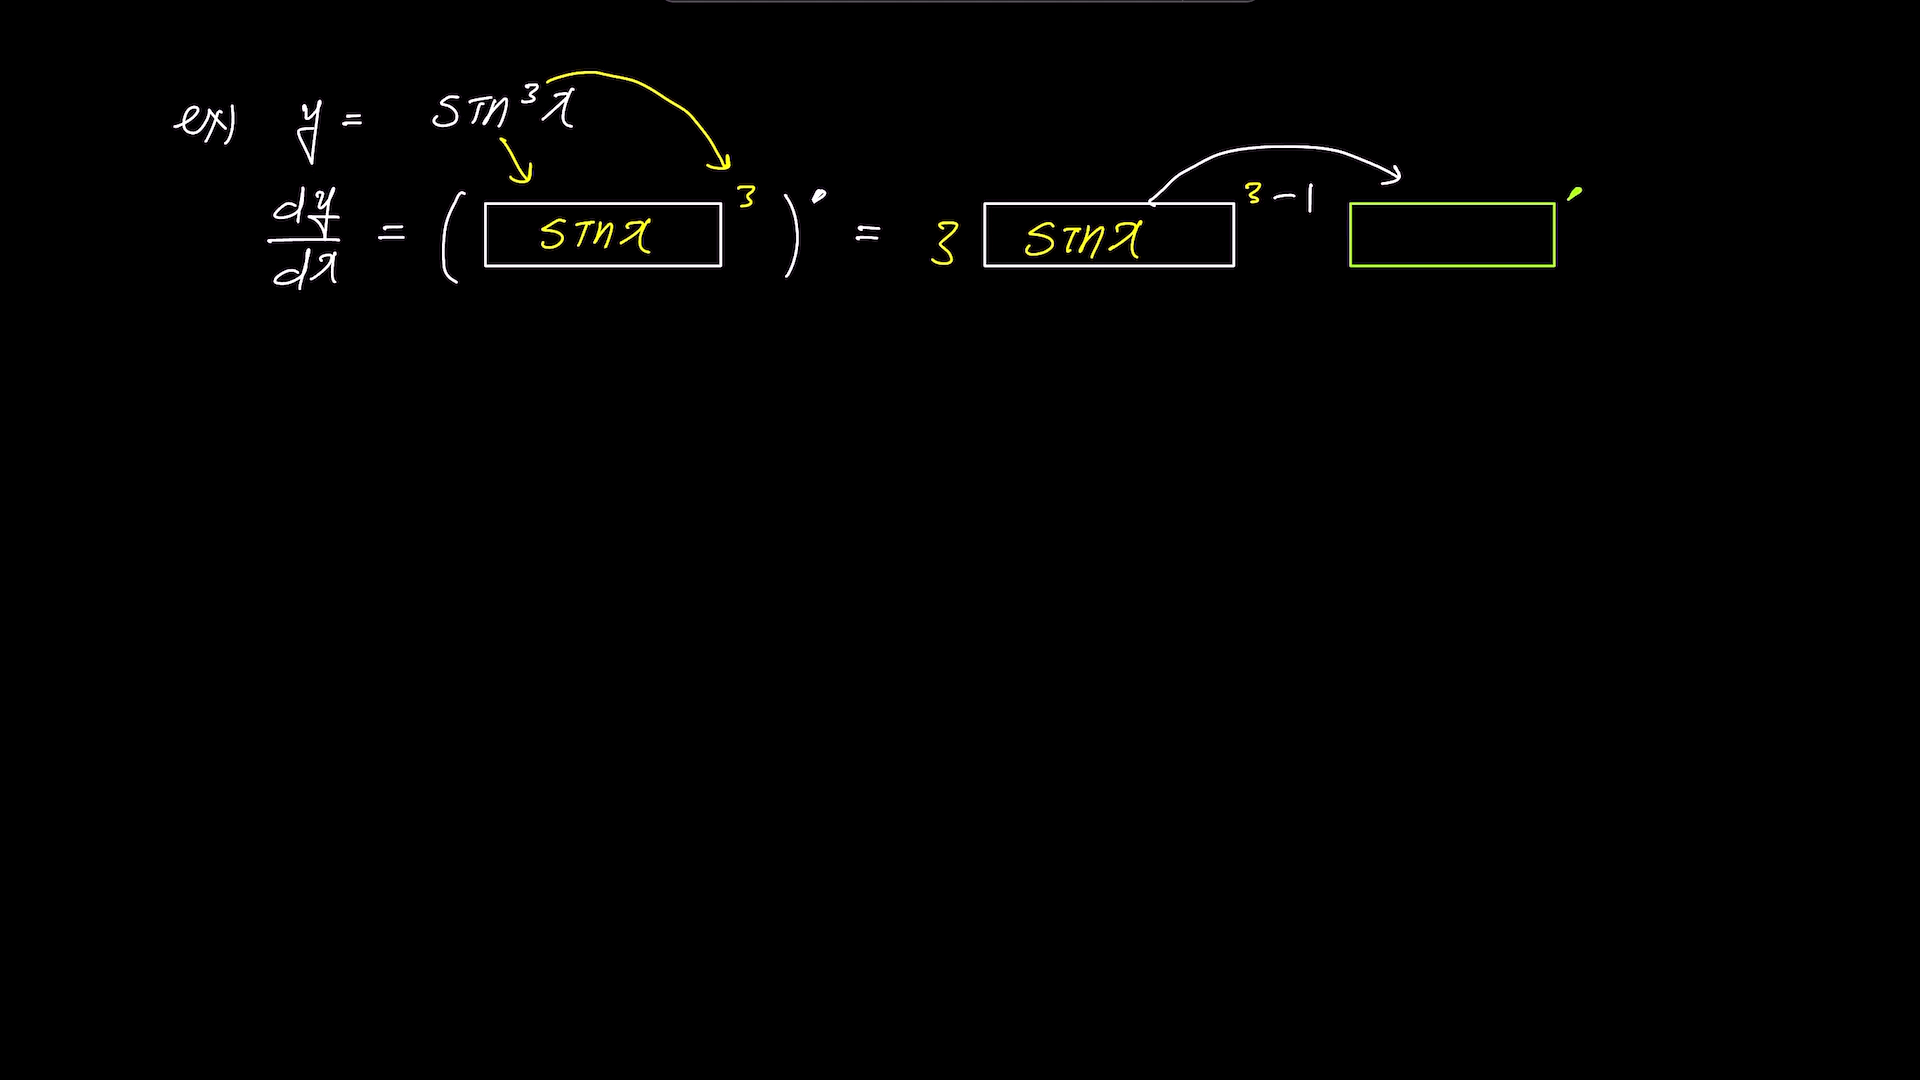 ex) y = sin³x
dy/dx = ( sinx ³ )' = 3 sinx ³⁻¹ '